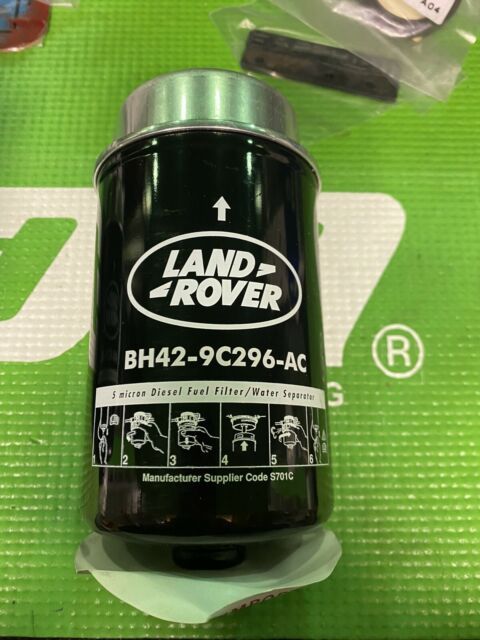 A04
LAND
ROVER
BH42-9C296-AC
5 micron Diesel Fuel Filter/Water Separator
1 2 3 4 5 6
Manufacturer Supplier Code S701C
®
G